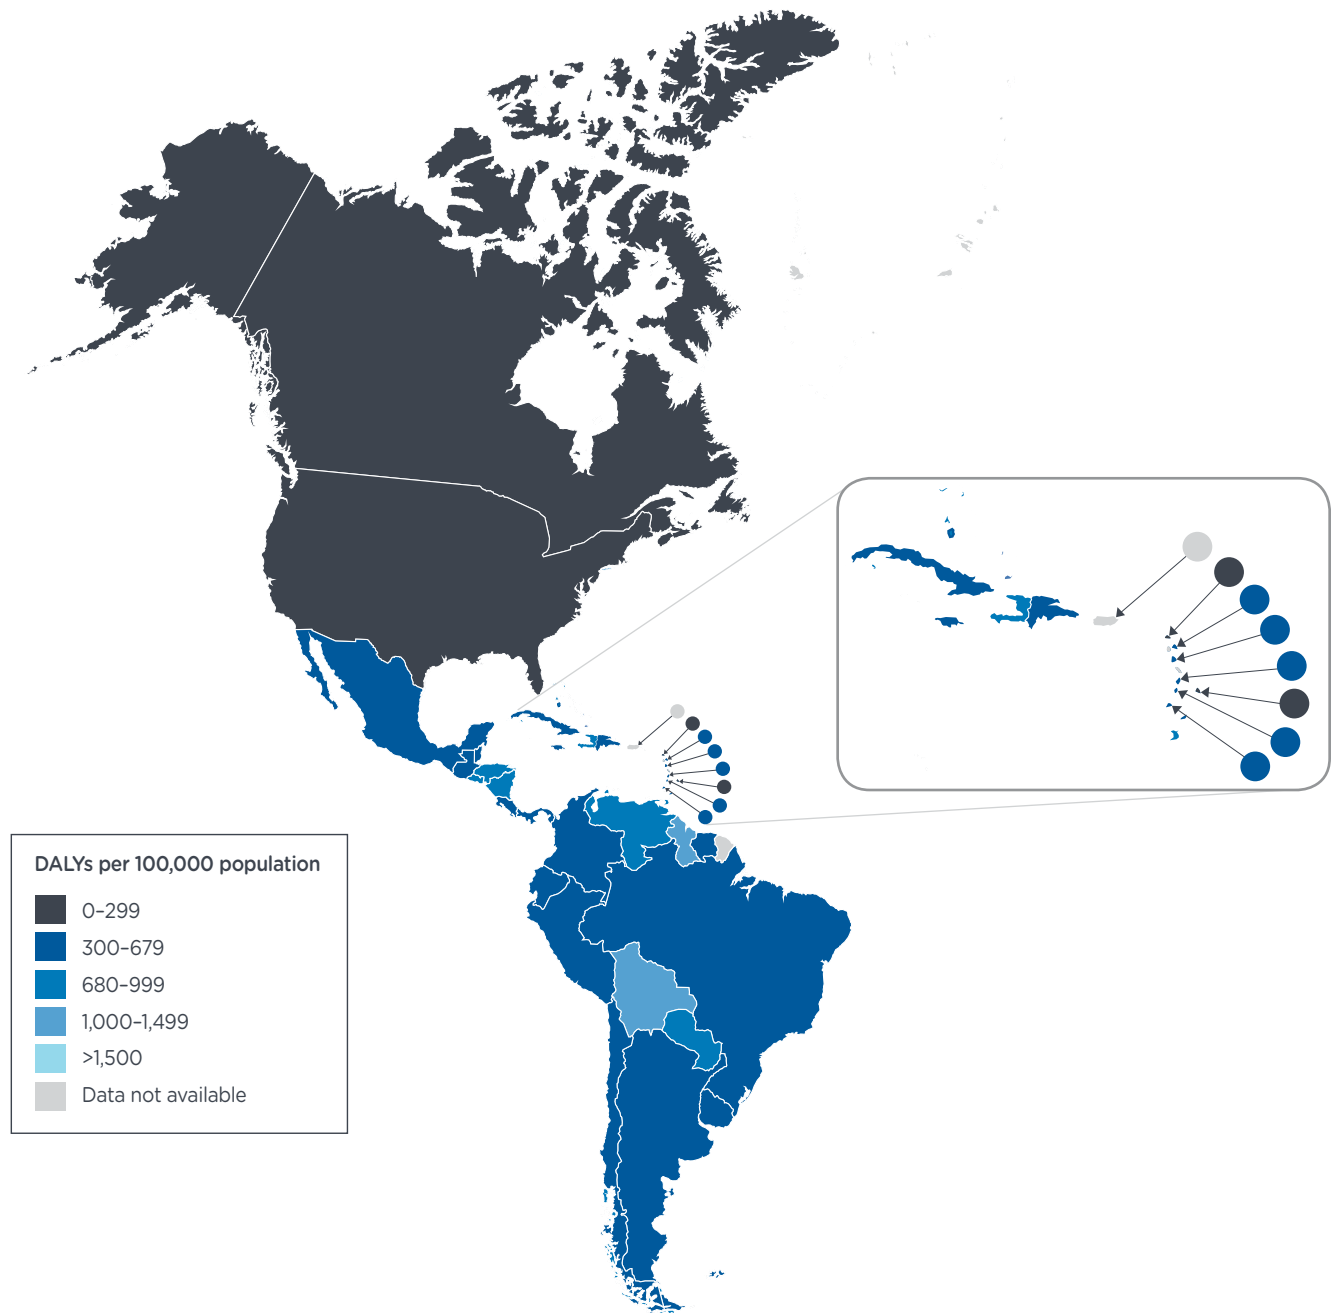 DALYs per 100,000 population
0–299
300–679
680–999
1,000–1,499
>1,500
Data not available